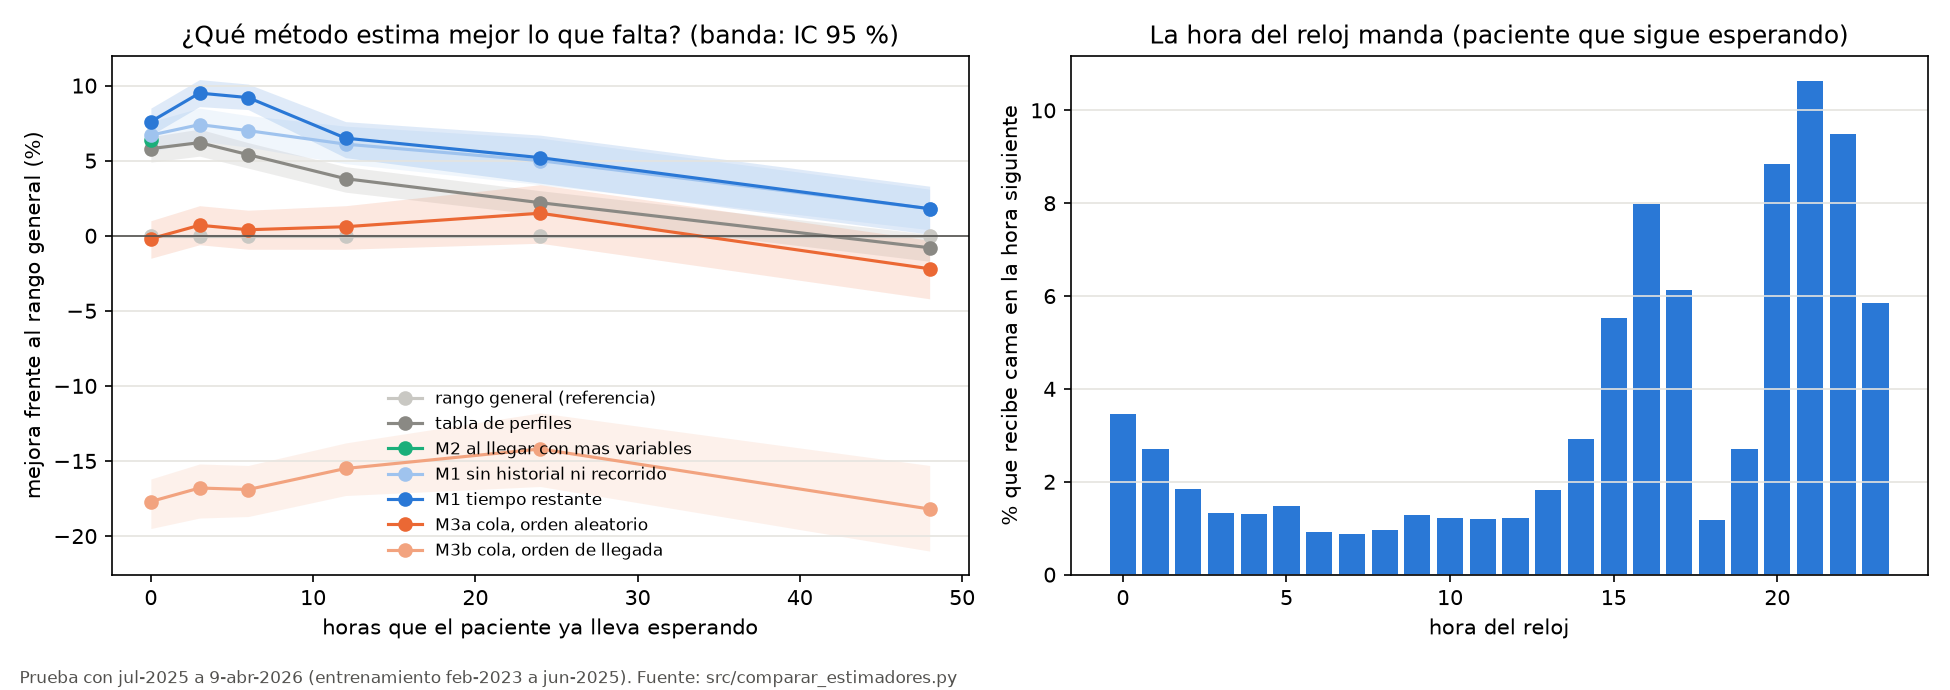 ¿Qué método estima mejor lo que falta? (banda: IC 95 %)
mejora frente al rango general (%)
10
5
0
−5
−10
−15
−20
rango general (referencia)
tabla de perfiles
M2 al llegar con mas variables
M1 sin historial ni recorrido
M1 tiempo restante
M3a cola, orden aleatorio
M3b cola, orden de llegada
0 10 20 30 40 50
horas que el paciente ya lleva esperando
La hora del reloj manda (paciente que sigue esperando)
% que recibe cama en la hora siguiente
10
8
6
4
2
0
0 5 10 15 20
hora del reloj
Prueba con jul-2025 a 9-abr-2026 (entrenamiento feb-2023 a jun-2025). Fuente: src/comparar_estimadores.py